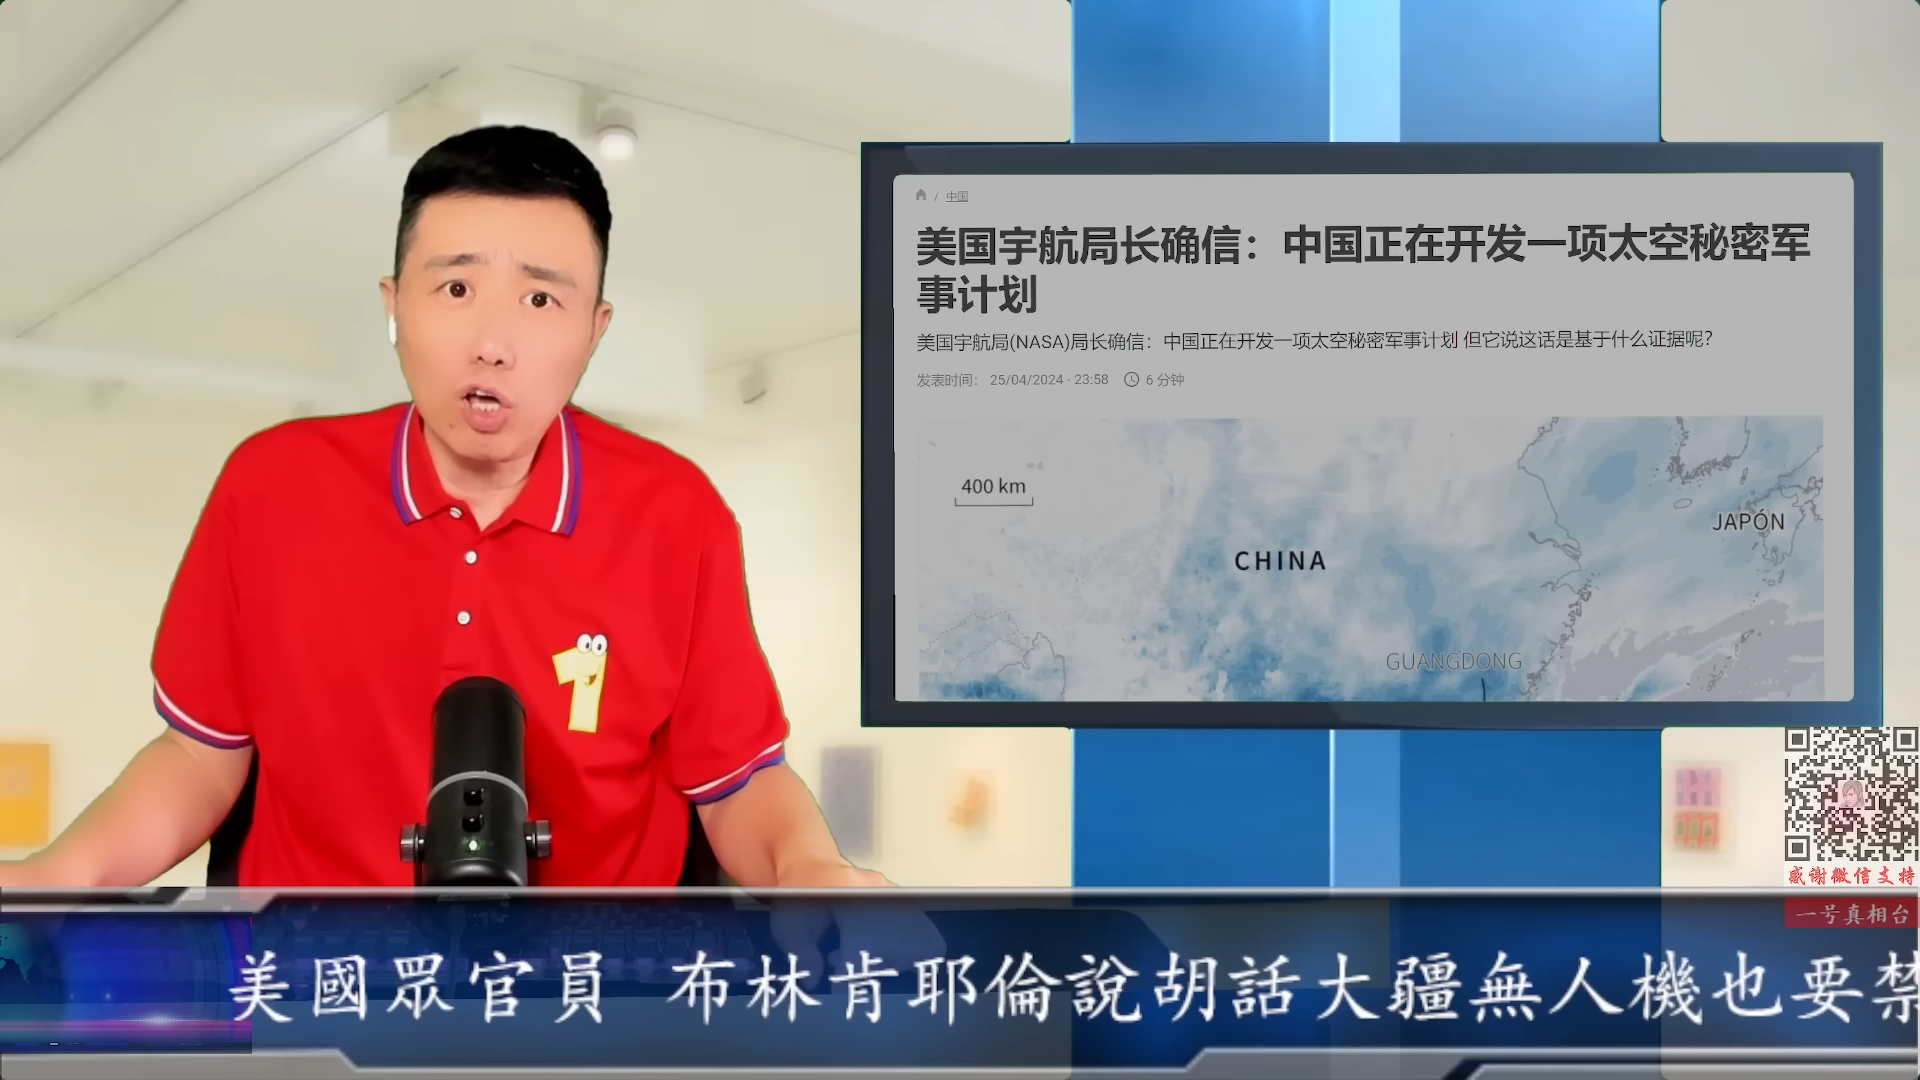 中国
美国宇航局长确信：中国正在开发一项太空秘密军
事计划
美国宇航局(NASA)局长确信：中国正在开发一项太空秘密军事计划 但它说这话是基于什么证据呢？
发表时间： 25/04/2024 - 23:58 6 分钟
400 km
JAPÓN
CHINA
GUANGDONG
1
感谢微信支持
一号真相台
美國眾官員 布林肯耶倫說胡話大疆無人機也要禁